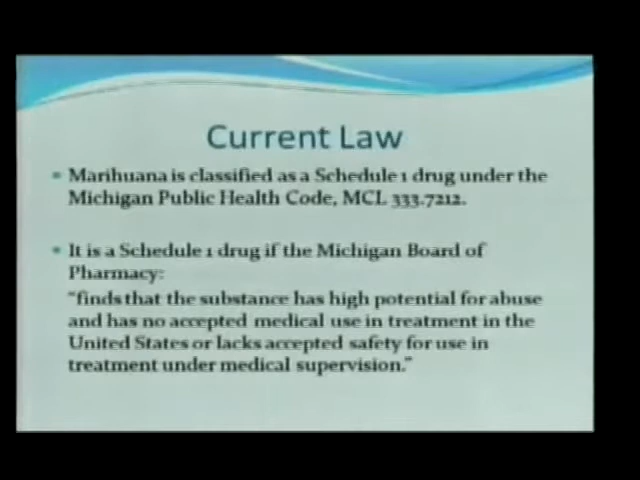 Current Law
• Marihuana is classified as a Schedule 1 drug under the
Michigan Public Health Code, MCL 333.7212.
• It is a Schedule 1 drug if the Michigan Board of
Pharmacy:
"finds that the substance has high potential for abuse
and has no accepted medical use in treatment in the
United States or lacks accepted safety for use in
treatment under medical supervision."